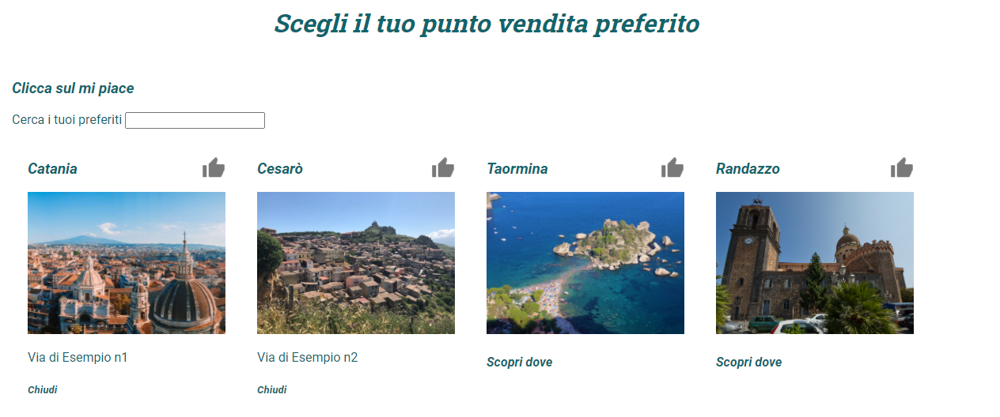 Scegli il tuo punto vendita preferito
Clicca sul mi piace
Cerca i tuoi preferiti
Catania
Cesarò
Taormina
Randazzo
Via di Esempio n1
Via di Esempio n2
Scopri dove
Scopri dove
Chiudi
Chiudi